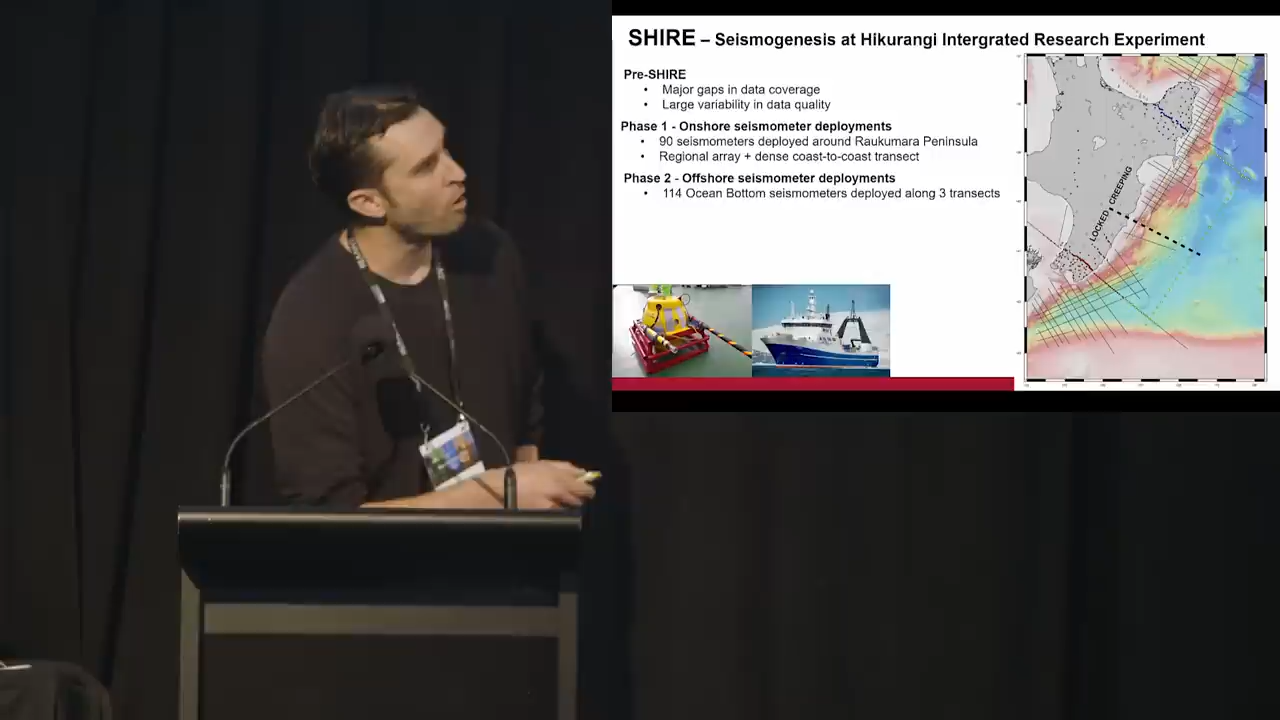 SHIRE – Seismogenesis at Hikurangi Intergrated Research Experiment
Pre-SHIRE
• Major gaps in data coverage
• Large variability in data quality
Phase 1 - Onshore seismometer deployments
• 90 seismometers deployed around Raukumara Peninsula
• Regional array + dense coast-to-coast transect
Phase 2 - Offshore seismometer deployments
• 114 Ocean Bottom seismometers deployed along 3 transects
CREEPING
LOCKED